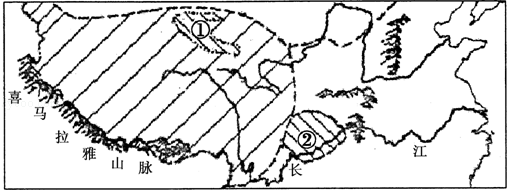 ①
②
喜
马
拉
雅
山
脉
长
江